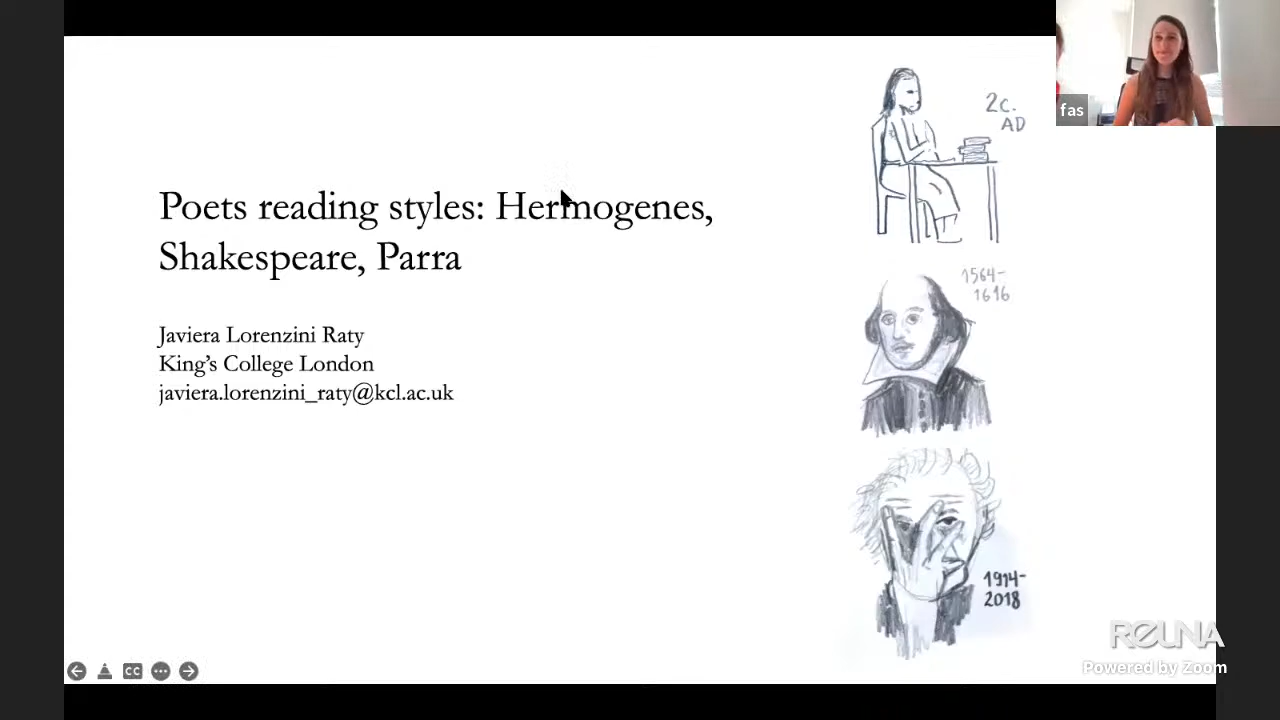 Poets reading styles: Hermogenes,
Shakespeare, Parra
Javiera Lorenzini Raty
King's College London
javiera.lorenzini_raty@kcl.ac.uk
2c.
AD
1564-
1616
1914-
2018
fas
CC
REUNA
Powered by Zoom